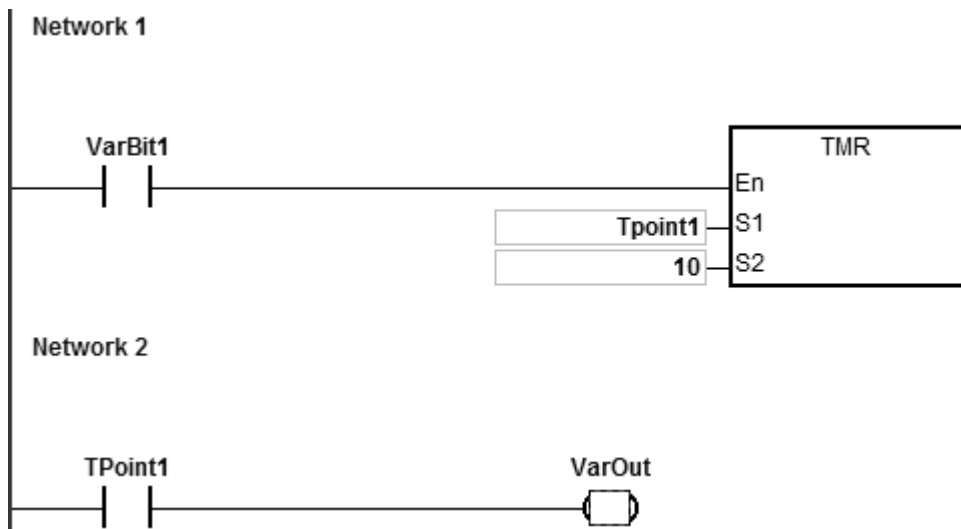 Network 1
VarBit1
TMR
En
Tpoint1
S1
10
S2
Network 2
TPoint1
VarOut